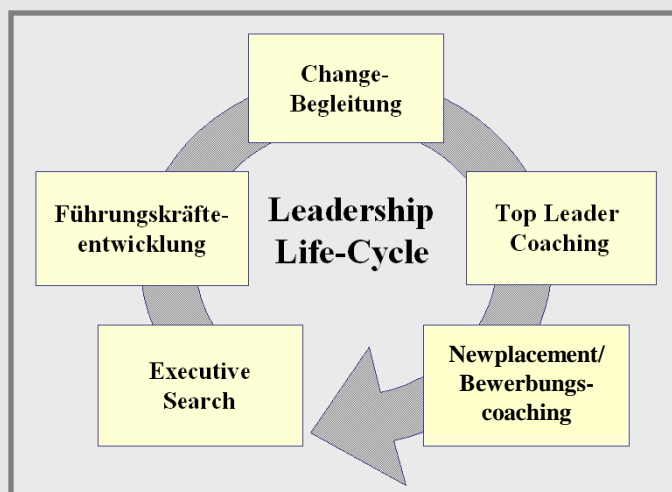 Change-
Begleitung
Führungskräfte-
entwicklung
Leadership
Life-Cycle
Top Leader
Coaching
Executive
Search
Newplacement/
Bewerbungs-
coaching